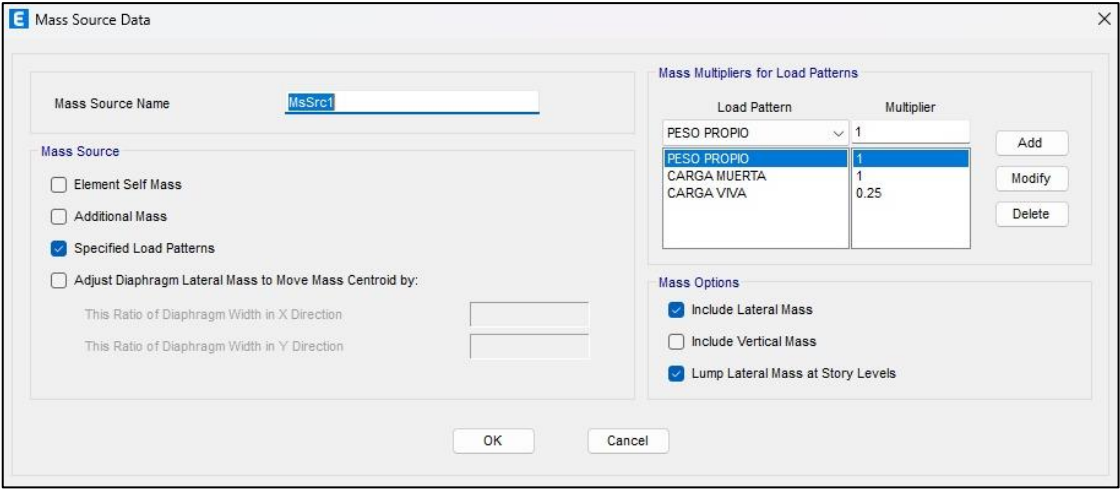 E Mass Source Data
Mass Source Name MsSrc1
Mass Source
Element Self Mass
Additional Mass
Specified Load Patterns
Adjust Diaphragm Lateral Mass to Move Mass Centroid by:
This Ratio of Diaphragm Width in X Direction
This Ratio of Diaphragm Width in Y Direction
Mass Multipliers for Load Patterns
Load Pattern Multiplier
PESO PROPIO 1
PESO PROPIO 1
CARGA MUERTA 1
CARGA VIVA 0.25
Add
Modify
Delete
Mass Options
Include Lateral Mass
Include Vertical Mass
Lump Lateral Mass at Story Levels
OK Cancel